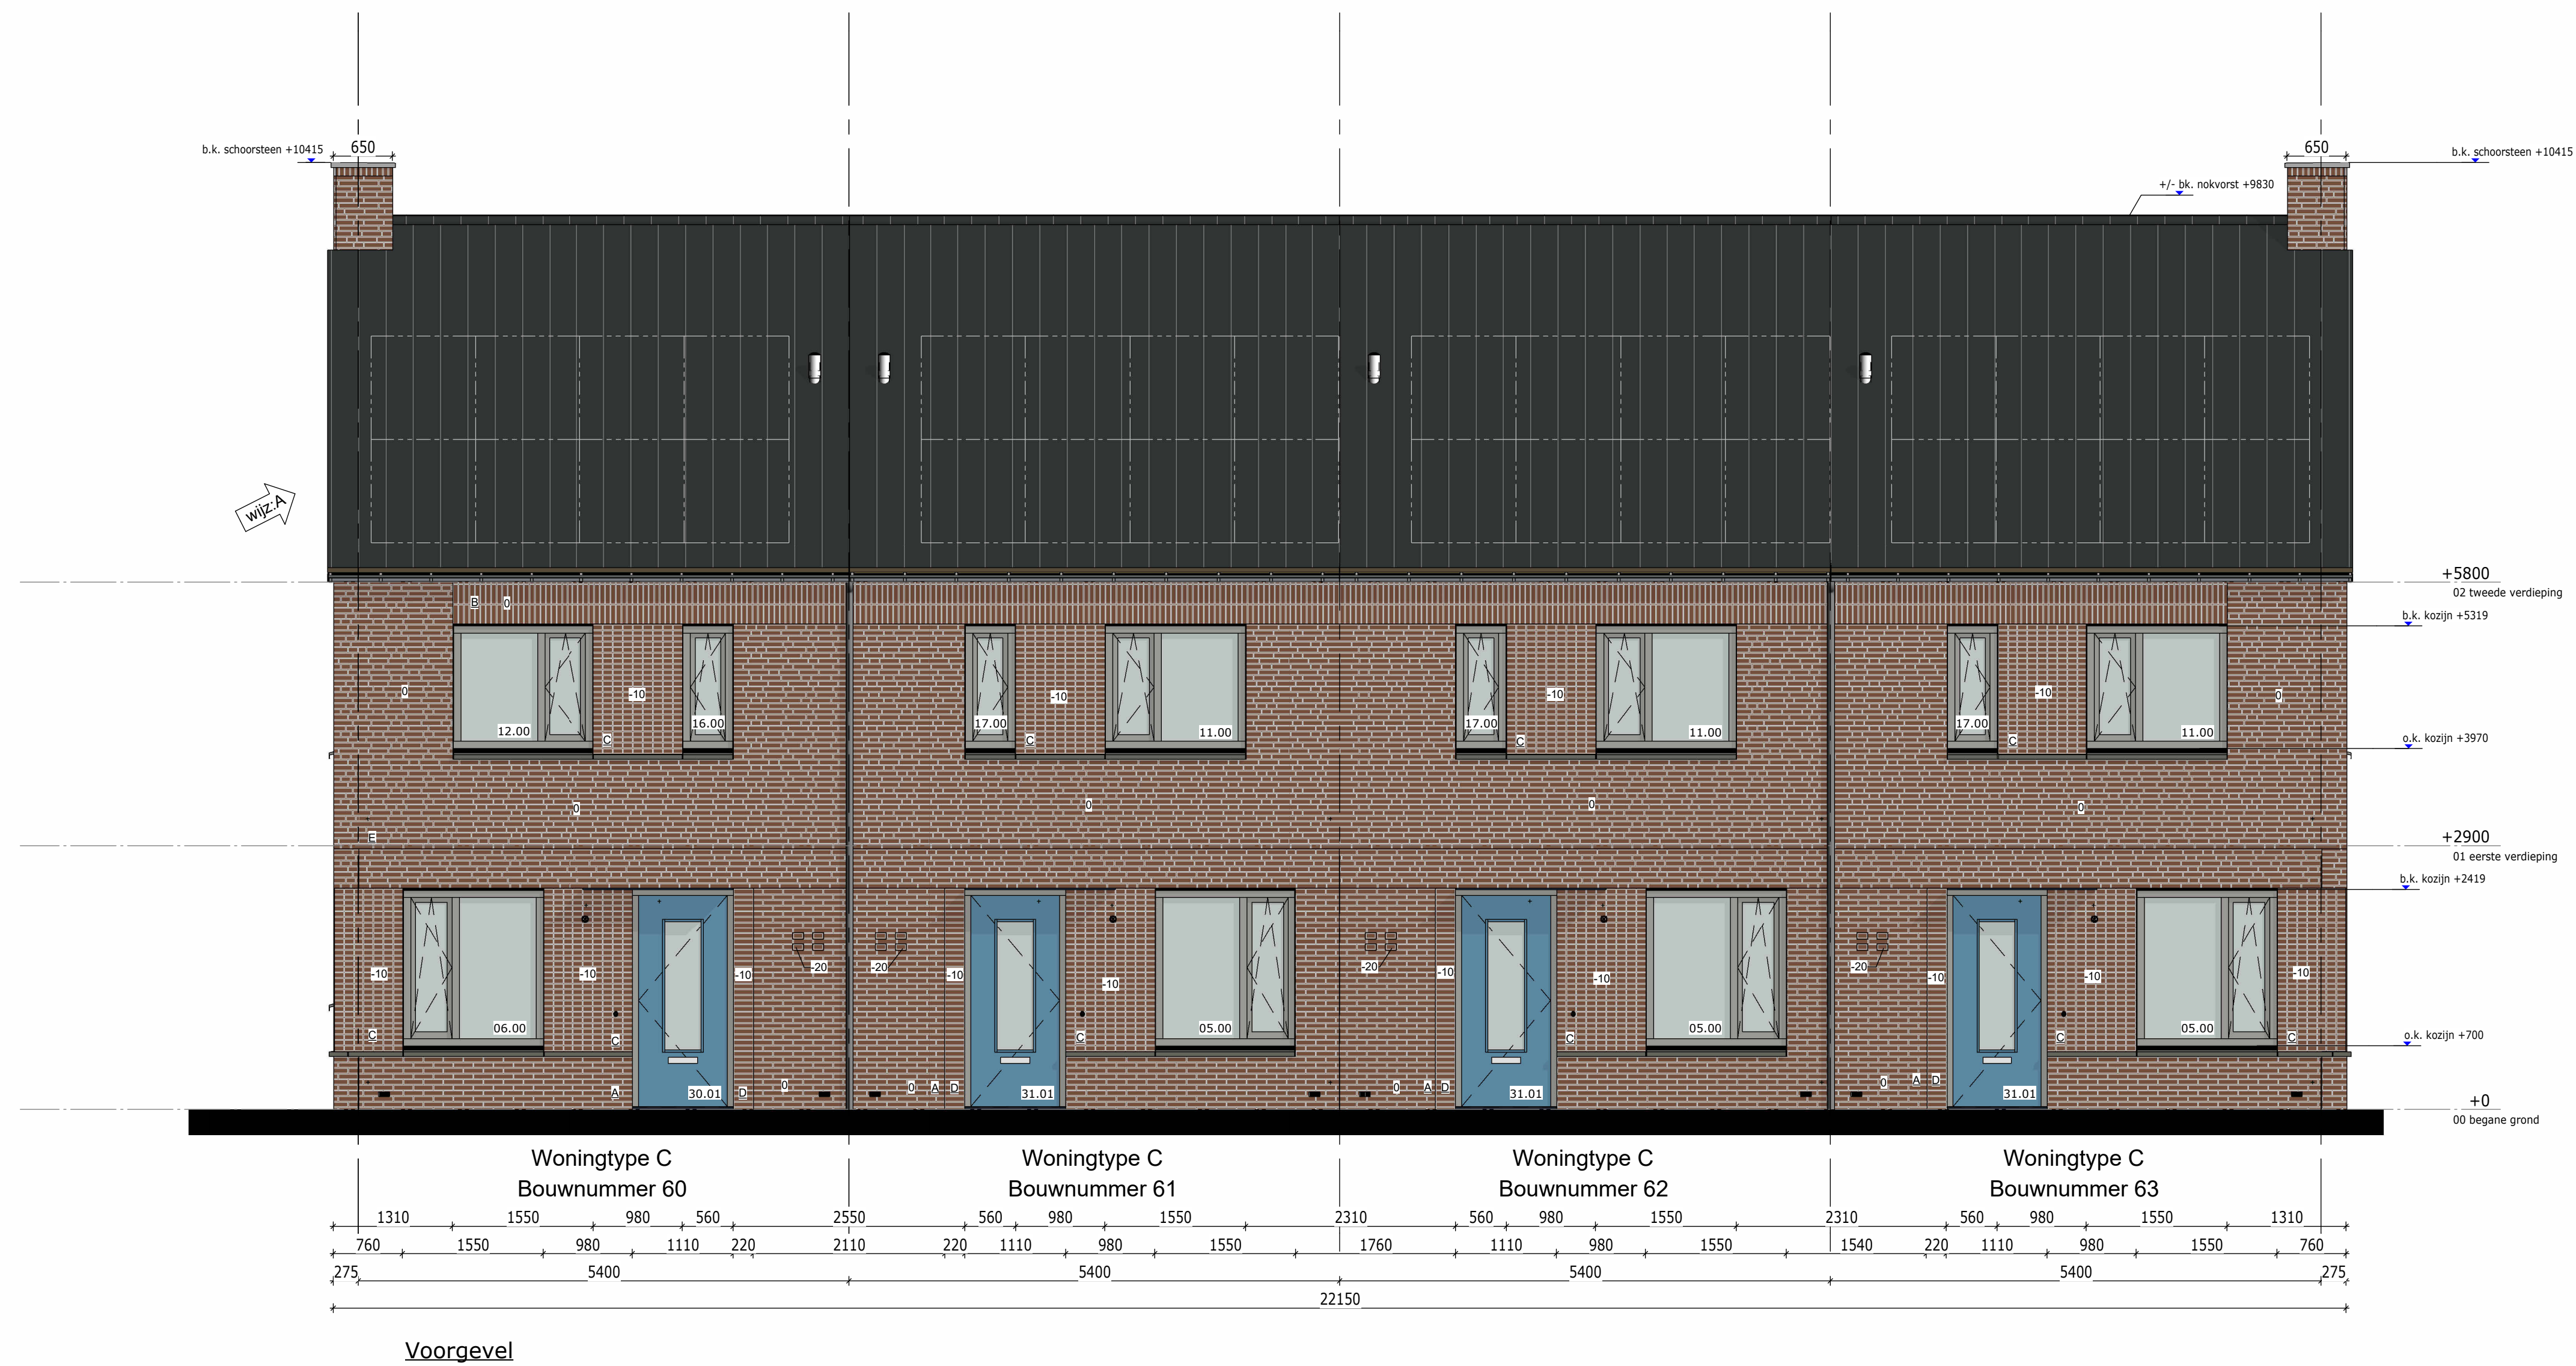 650
650
b.k. schoorsteen +10415
b.k. schoorsteen +10415
+/- bk. nokvorst +9830
wijz:A
+5800
02 tweede verdieping
B 0
b.k. kozijn +5319
0 -10 -10 -10 -10 0
12.00 16.00 17.00 11.00 17.00 11.00 17.00 11.00
C C C C
o.k. kozijn +3970
0 0 0 0
E
+2900
01 eerste verdieping
b.k. kozijn +2419
-10 -10 -10 -20 -20 -10 -10 -20 -10 -10 -20 -10 -10 -10
06.00 05.00 05.00 05.00
C C C C C C
o.k. kozijn +700
A 30.01 D 0 0 A D 31.01 0 A D 31.01 0 A D 31.01
+0
00 begane grond
Woningtype C Woningtype C Woningtype C Woningtype C
Bouwnummer 60 Bouwnummer 61 Bouwnummer 62 Bouwnummer 63
1310 1550 980 560 2550 560 980 1550 2310 560 980 1550 2310 560 980 1550 1310
760 1550 980 1110 220 2110 220 1110 980 1550 1760 1110 980 1550 1540 220 1110 980 1550 760
275 5400 5400 5400 5400 275
22150
Voorgevel